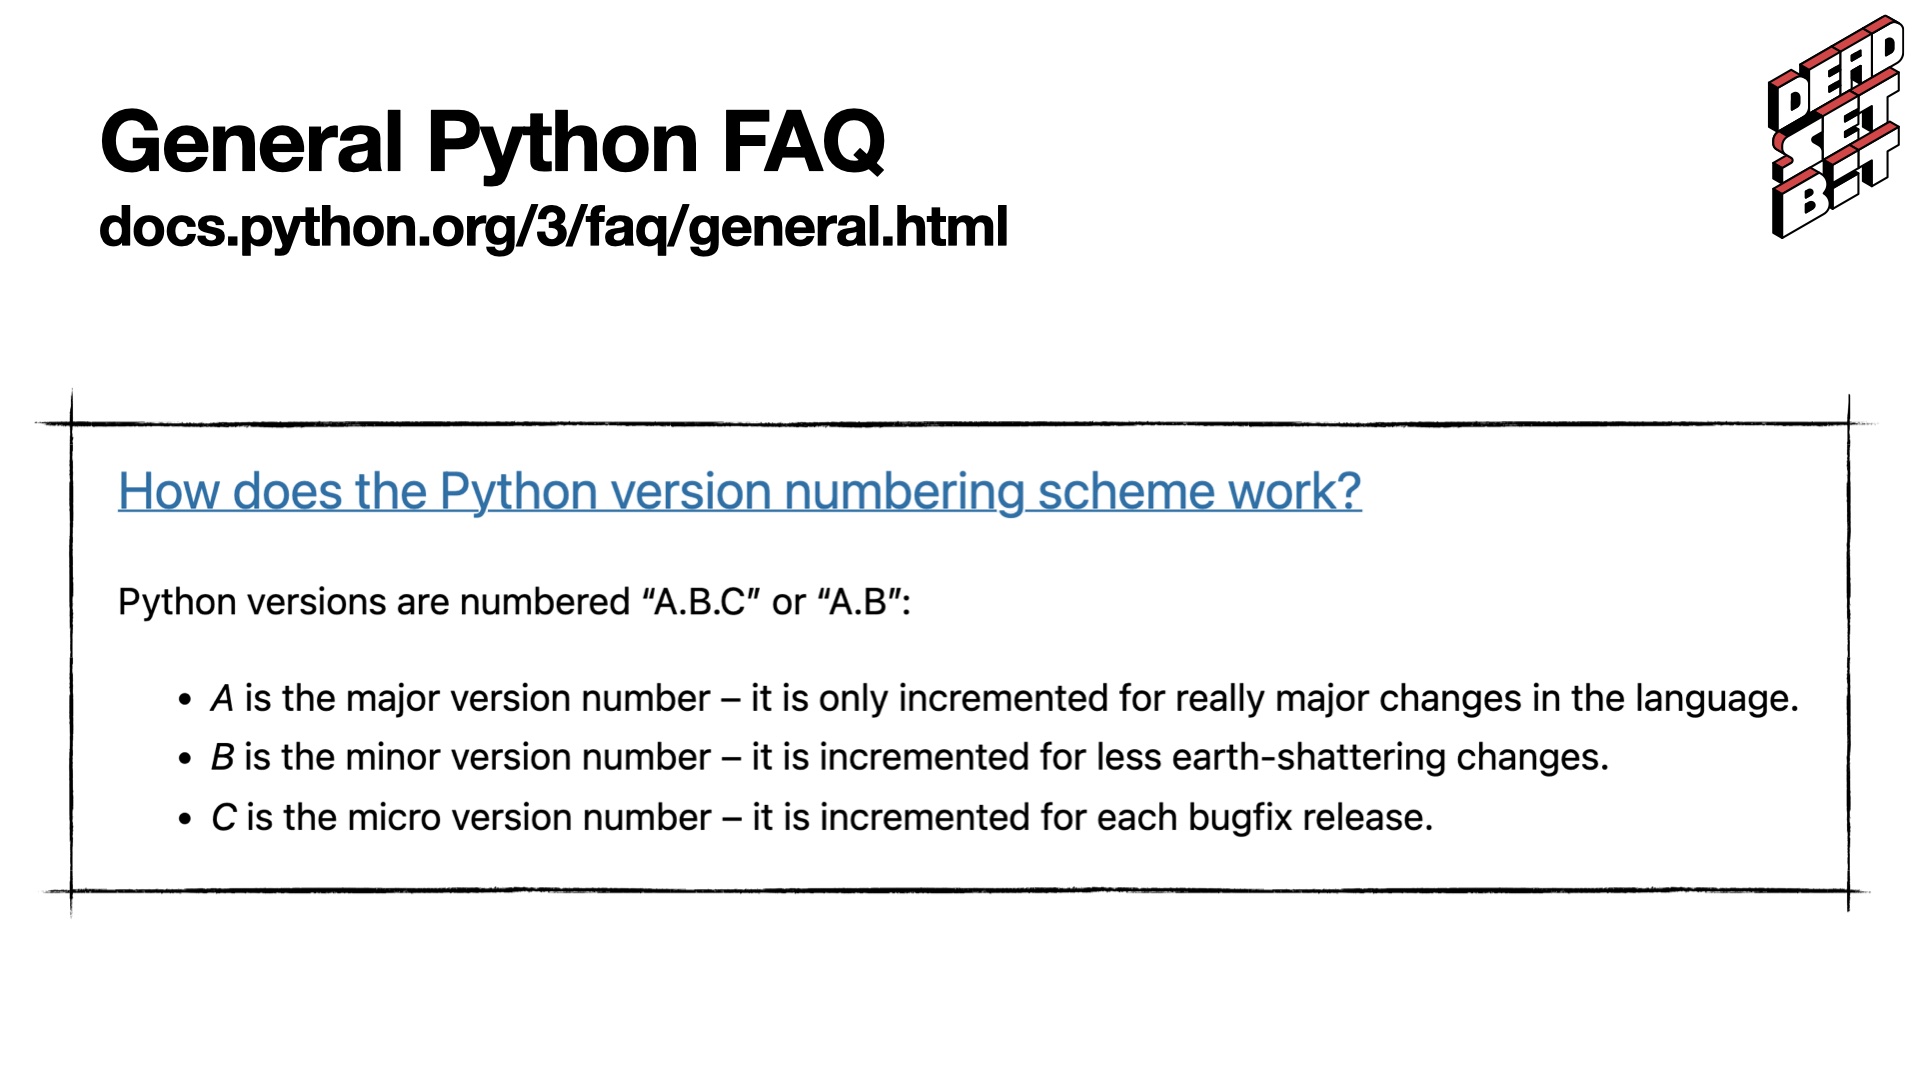 General Python FAQ
docs.python.org/3/faq/general.html
DEAD
SET
BiT
How does the Python version numbering scheme work?
Python versions are numbered “A.B.C” or “A.B”:
• A is the major version number – it is only incremented for really major changes in the language.
• B is the minor version number – it is incremented for less earth-shattering changes.
• C is the micro version number – it is incremented for each bugfix release.